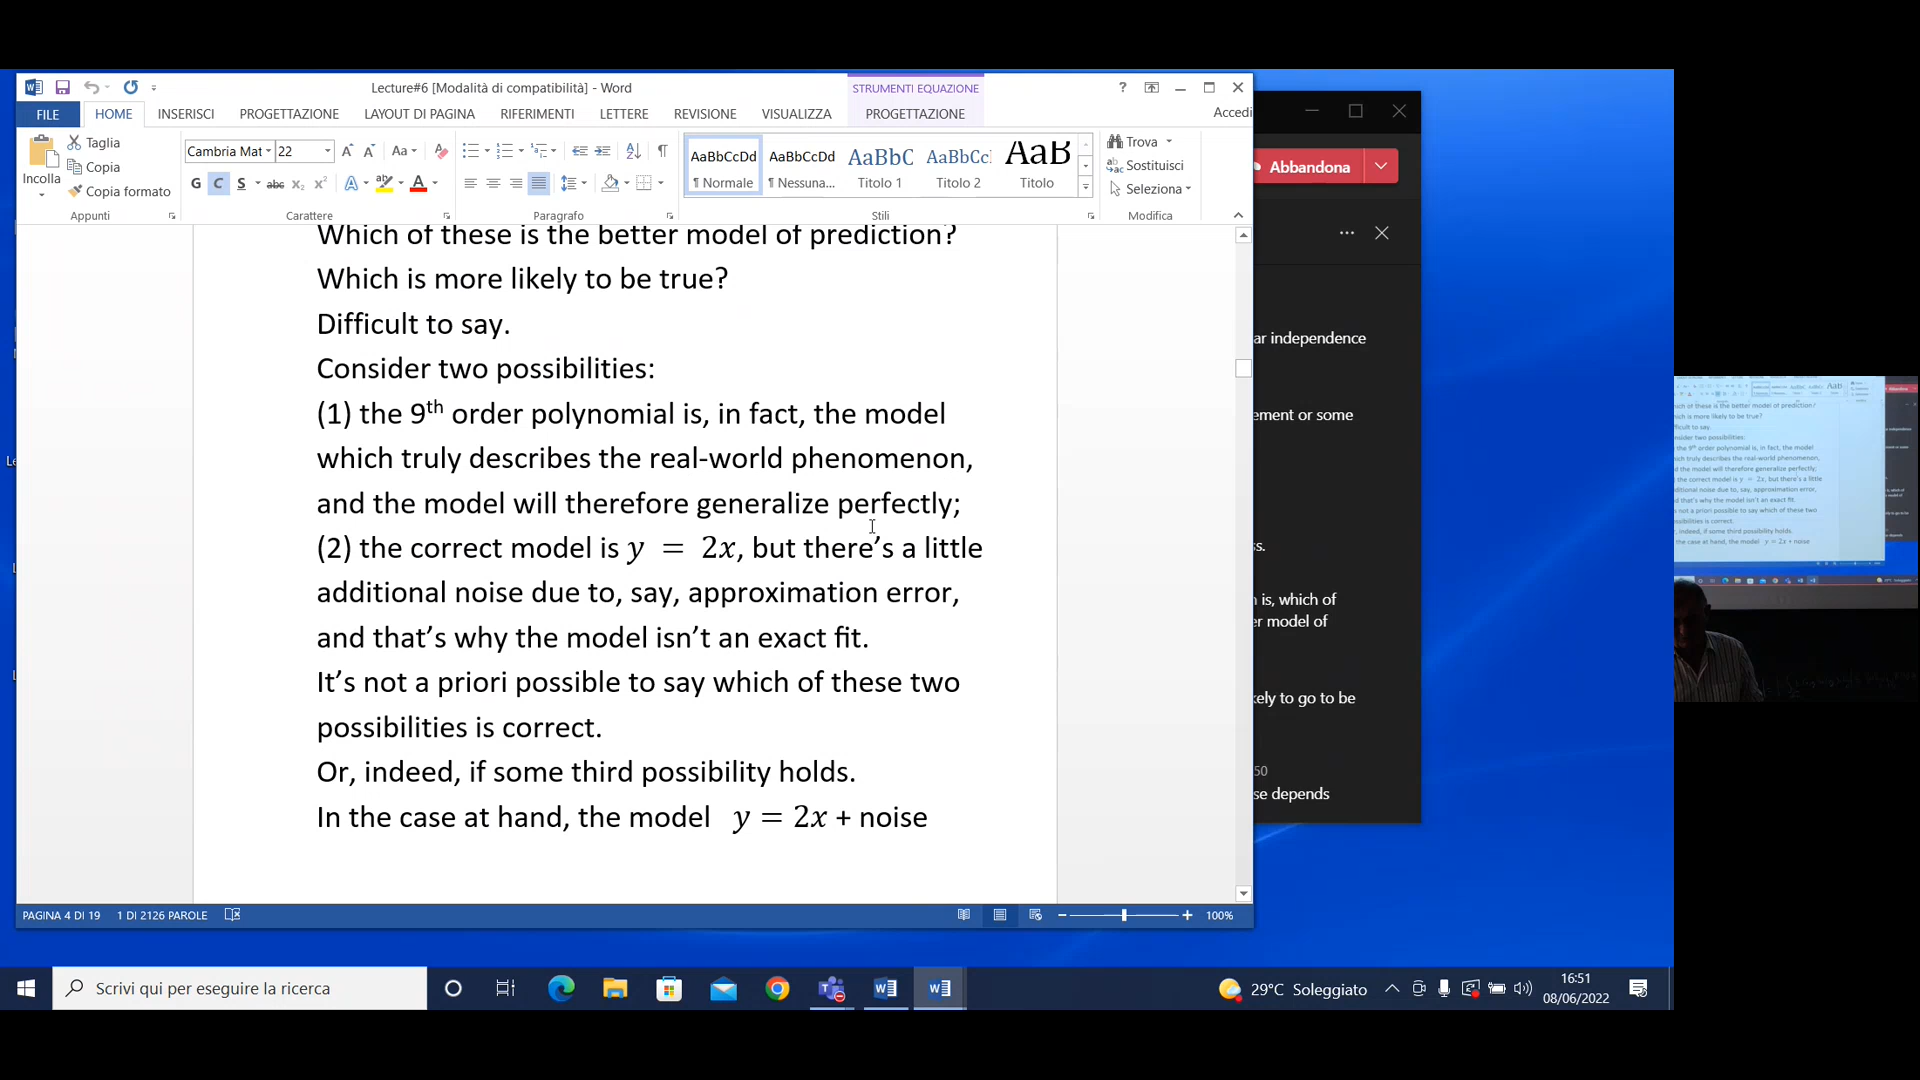 Lecture#6 [Modalità di compatibilità] - Word
STRUMENTI EQUAZIONE
FILE HOME INSERISCI PROGETTAZIONE LAYOUT DI PAGINA RIFERIMENTI LETTERE REVISIONE VISUALIZZA PROGETTAZIONE Accedi
Incolla
Taglia
Copia
Copia formato
Appunti
Cambria Mat 22
G C S abc x₂ x²
Carattere
Paragrafo
AaBbCcDd AaBbCcDd AaBbC AaBbCc AaB
¶ Normale ¶ Nessuna... Titolo 1 Titolo 2 Titolo
Stili
Trova
Sostituisci
Seleziona
Modifica
Abbandona
Which of these is the better model of prediction?
Which is more likely to be true?
Difficult to say.
Consider two possibilities:
(1) the 9th order polynomial is, in fact, the model
which truly describes the real-world phenomenon,
and the model will therefore generalize perfectly;
(2) the correct model is y = 2x, but there’s a little
additional noise due to, say, approximation error,
and that’s why the model isn’t an exact fit.
It’s not a priori possible to say which of these two
possibilities is correct.
Or, indeed, if some third possibility holds.
In the case at hand, the model y = 2x + noise
ar independence
ement or some
s.
is, which of
er model of
ely to go to be
50
se depends
PAGINA 4 DI 19 1 DI 2126 PAROLE 100%
Scrivi qui per eseguire la ricerca
29°C Soleggiato
16:51
08/06/2022